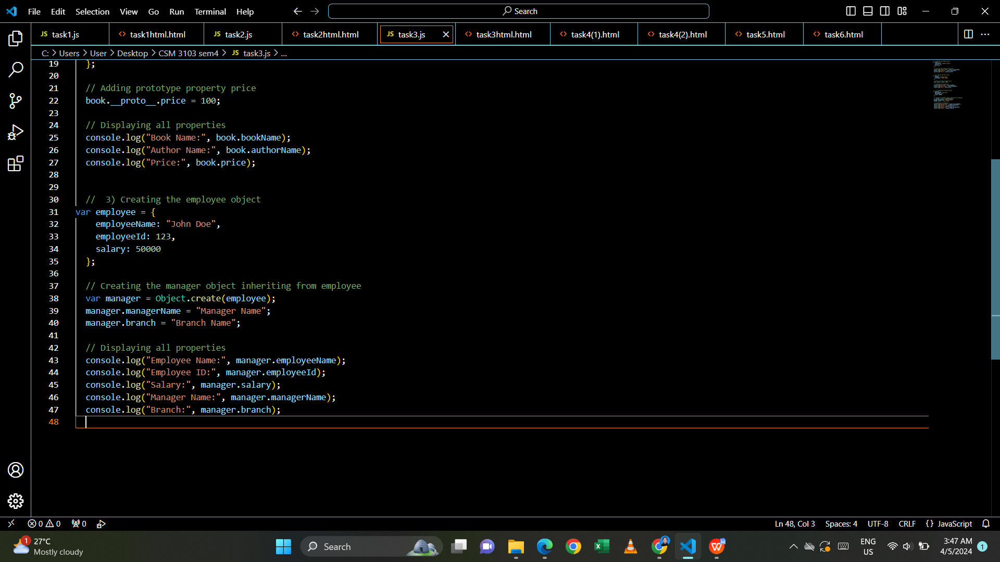 File Edit Selection View Go Run Terminal Help Search
JS task1.js <> task1html.html JS task2.js <> task2html.html JS task3.js <> task3html.html <> task4(1).html <> task4(2).html <> task5.html <> task6.html
C: > Users > User > Desktop > CSM 3103 sem4 > JS task3.js > ...
19 };
20
21 // Adding prototype property price
22 book.__proto__.price = 100;
23
24 // Displaying all properties
25 console.log("Book Name:", book.bookName);
26 console.log("Author Name:", book.authorName);
27 console.log("Price:", book.price);
28
29
30 //  3) Creating the employee object
31 var employee = {
32 employeeName: "John Doe",
33 employeeId: 123,
34 salary: 50000
35 };
36
37 // Creating the manager object inheriting from employee
38 var manager = Object.create(employee);
39 manager.managerName = "Manager Name";
40 manager.branch = "Branch Name";
41
42 // Displaying all properties
43 console.log("Employee Name:", manager.employeeName);
44 console.log("Employee ID:", manager.employeeId);
45 console.log("Salary:", manager.salary);
46 console.log("Manager Name:", manager.managerName);
47 console.log("Branch:", manager.branch);
48
0 0 0 Ln 48, Col 3 Spaces: 4 UTF-8 CRLF {} JavaScript
1 27°C
Mostly cloudy
Search
ENG
US
3:47 AM
4/5/2024
1